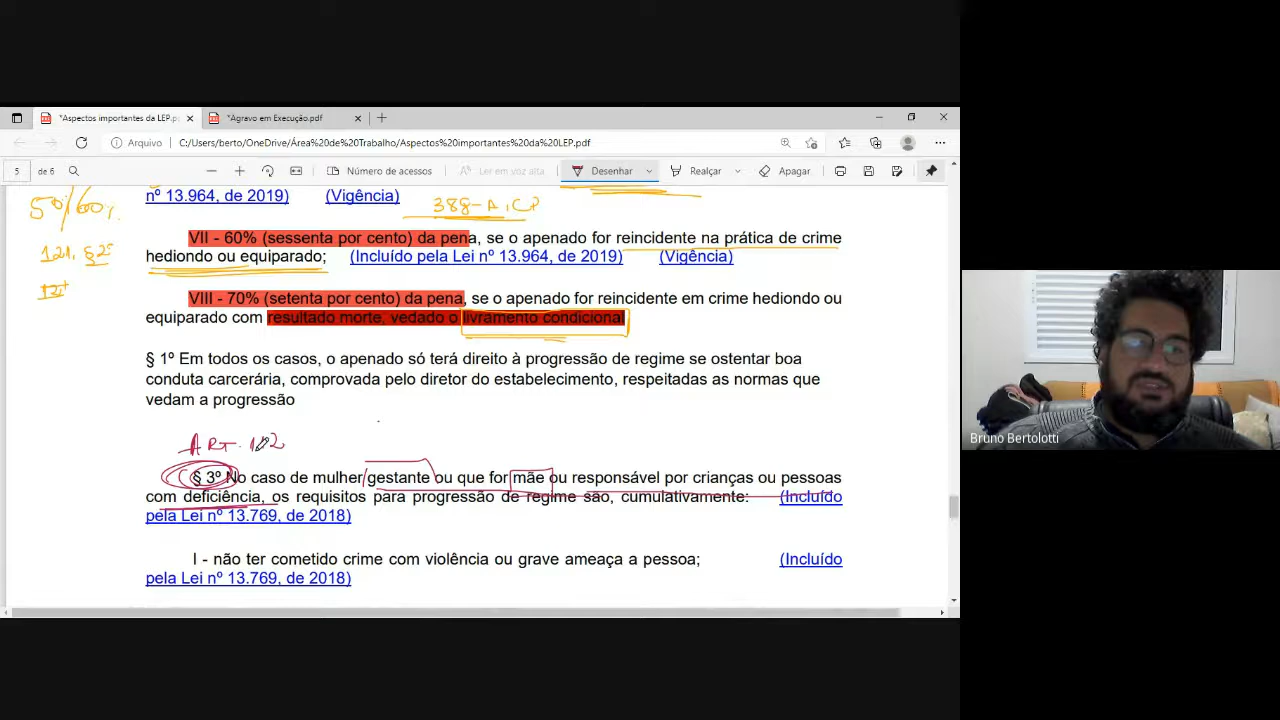 *Aspectos importantes da LEP.p
*Agravo em Execução.pdf
Arquivo
C:/Users/berto/OneDrive/Área%20de%20Trabalho/Aspectos%20importantes%20da%20LEP.pdf
5
de 6
Número de acessos
Ler em voz alta
Desenhar
Realçar
Apagar
nº 13.964, de 2019) (Vigência)
50%/60%.
388-A, CP
VII - 60% (sessenta por cento) da pena, se o apenado for reincidente na prática de crime
121, §2º
hediondo ou equiparado; (Incluído pela Lei nº 13.964, de 2019) (Vigência)
VIII - 70% (setenta por cento) da pena, se o apenado for reincidente em crime hediondo ou
equiparado com resultado morte, vedado o livramento condicional
§ 1º Em todos os casos, o apenado só terá direito à progressão de regime se ostentar boa
conduta carcerária, comprovada pelo diretor do estabelecimento, respeitadas as normas que
vedam a progressão
ART. 112
§ 3º No caso de mulher gestante ou que for mãe ou responsável por crianças ou pessoas
com deficiência, os requisitos para progressão de regime são, cumulativamente: (Incluído
pela Lei nº 13.769, de 2018)
I - não ter cometido crime com violência ou grave ameaça a pessoa; (Incluído
pela Lei nº 13.769, de 2018)
Bruno Bertolotti